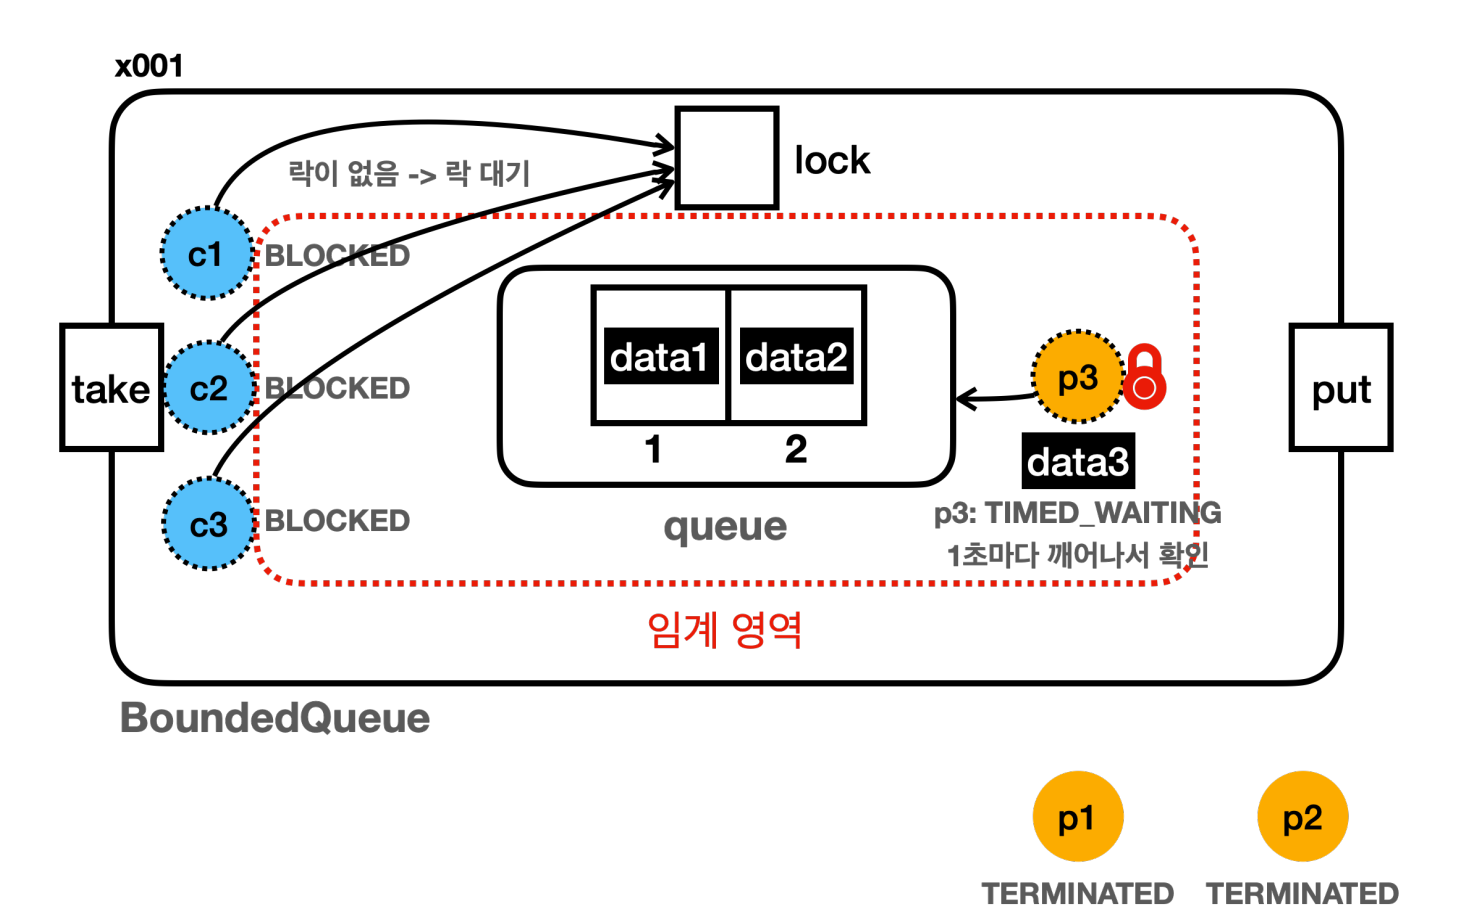 x001
lock
락이 없음 -> 락 대기
c1
BLOCKED
data1
data2
p3
take
c2
BLOCKED
put
1
2
data3
c3
BLOCKED
queue
p3: TIMED_WAITING
1초마다 깨어나서 확인
임계 영역
BoundedQueue
p1
p2
TERMINATED
TERMINATED